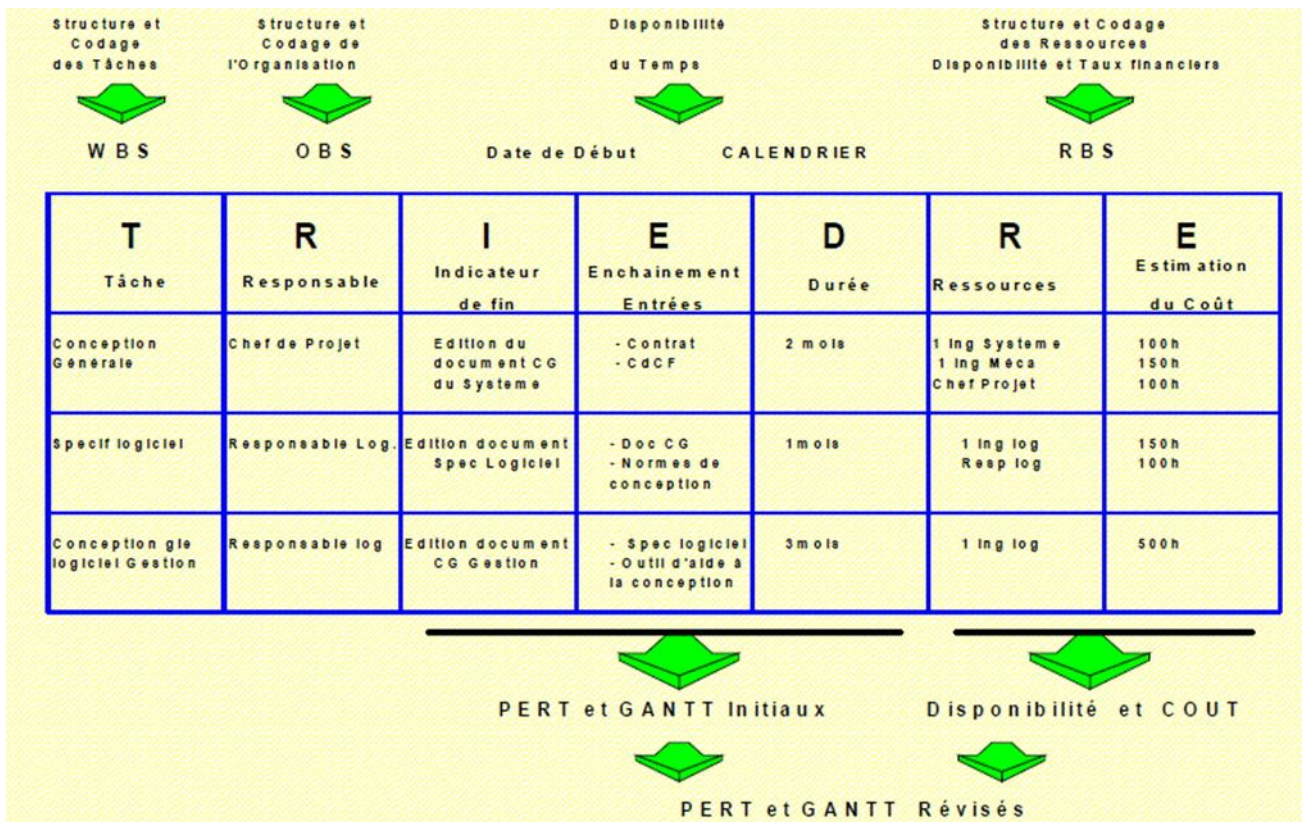 Structure et
Codage
des Tâches
Structure et
Codage de
l'Organisation
Disponibilité
du Temps
Structure et Codage
des Ressources
Disponibilité et Taux financiers
WBS
OBS
Date de Début
CALENDRIER
RBS
T
Tâche
R
Responsable
I
Indicateur
de fin
E
Enchainement
Entrées
D
Durée
R
Ressources
E
Estimation
du Coût
Conception
Générale
Chef de Projet
Edition du
document CG
du Systeme
- Contrat
- CdCF
2 mois
1 Ing Systeme
1 Ing Méca
Chef Projet
100h
150h
100h
Specif logiciel
Responsable Log.
Edition document
Spec Logiciel
- Doc CG
- Normes de
conception
1mois
1 Ing log
Resp log
150h
100h
Conception gle
logiciel Gestion
Responsable log
Edition document
CG Gestion
- Spec logiciel
- Outil d'aide à
la conception
3mois
1 Ing log
500h
PERT et GANTT Initiaux
Disponibilité et COUT
PERT et GANTT Révisés